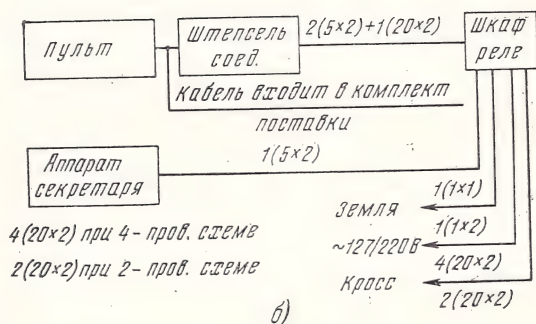 Пульт
Штепсель
соед.
2(5×2)+1(20×2)
Шкаф
реле
Кабель входит в комплект
поставки
Аппарат
секретаря
1(5×2)
1(1×1)
Земля
1(1×2)
~127/220в
4(20×2)
Кросс
2(20×2)
4(20×2) при 4-пров. схеме
2(20×2) при 2-пров. схеме
б)